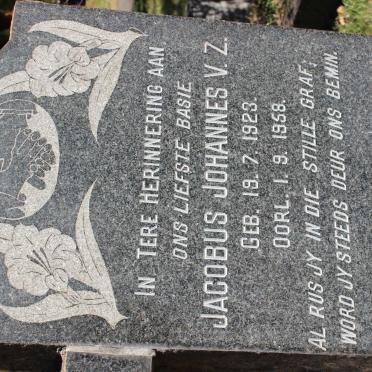 IN TERE HERINNERING AAN
ONS LIEFSTE BASIE
JACOBUS JOHANNES V.Z.
GEB. 19.7.1923.
OORL. 1.9.1958.
AL RUS JY IN DIE STILLE GRAF;
WORD JY STEEDS DEUR ONS BEMIN.